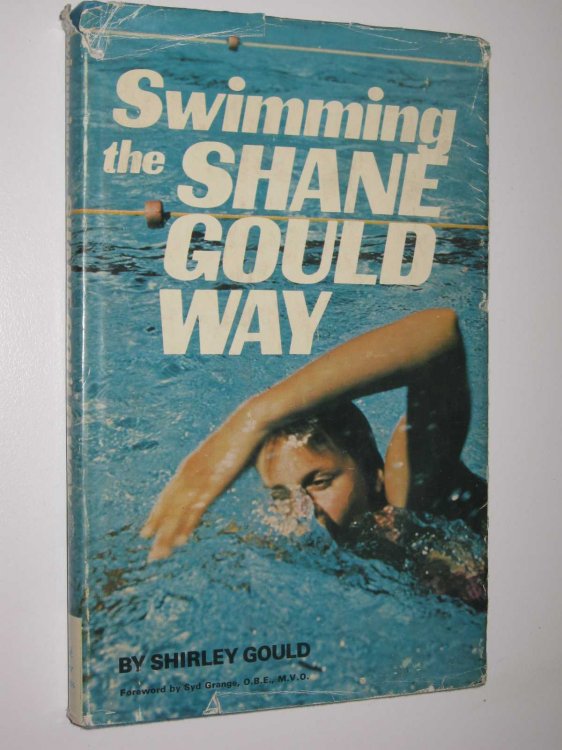 Swimming
the SHANE
GOULD
WAY
BY SHIRLEY GOULD
Foreword by Syd Grange, O.B.E., M.V.O.